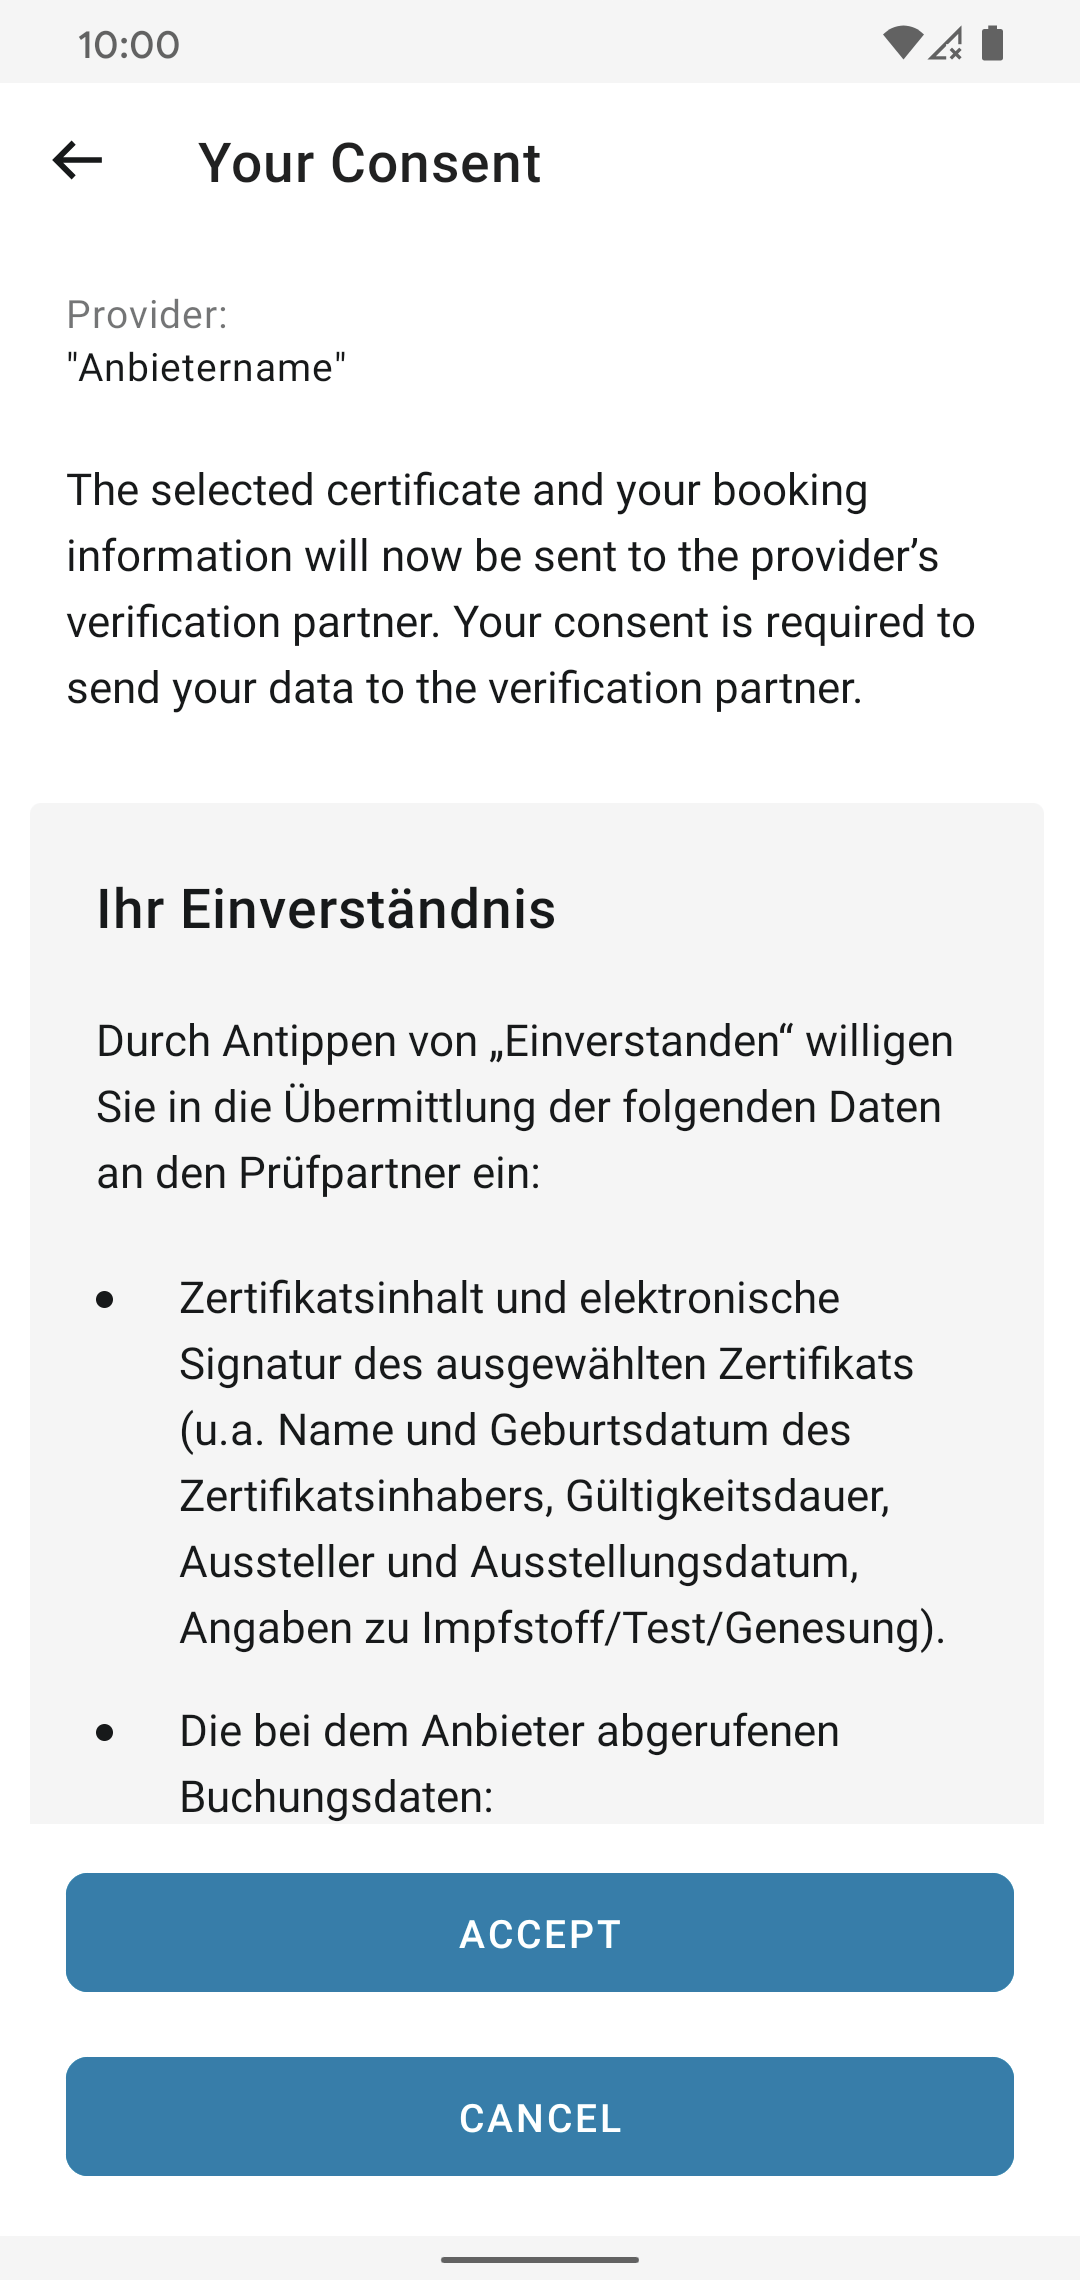 10:00
Your Consent
Provider:
"Anbietername"
The selected certificate and your booking
information will now be sent to the provider’s
verification partner. Your consent is required to
send your data to the verification partner.
Ihr Einverständnis
Durch Antippen von „Einverstanden“ willigen
Sie in die Übermittlung der folgenden Daten
an den Prüfpartner ein:
● Zertifikatsinhalt und elektronische
Signatur des ausgewählten Zertifikats
(u.a. Name und Geburtsdatum des
Zertifikatsinhabers, Gültigkeitsdauer,
Aussteller und Ausstellungsdatum,
Angaben zu Impfstoff/Test/Genesung).
● Die bei dem Anbieter abgerufenen
Buchungsdaten:
ACCEPT
CANCEL